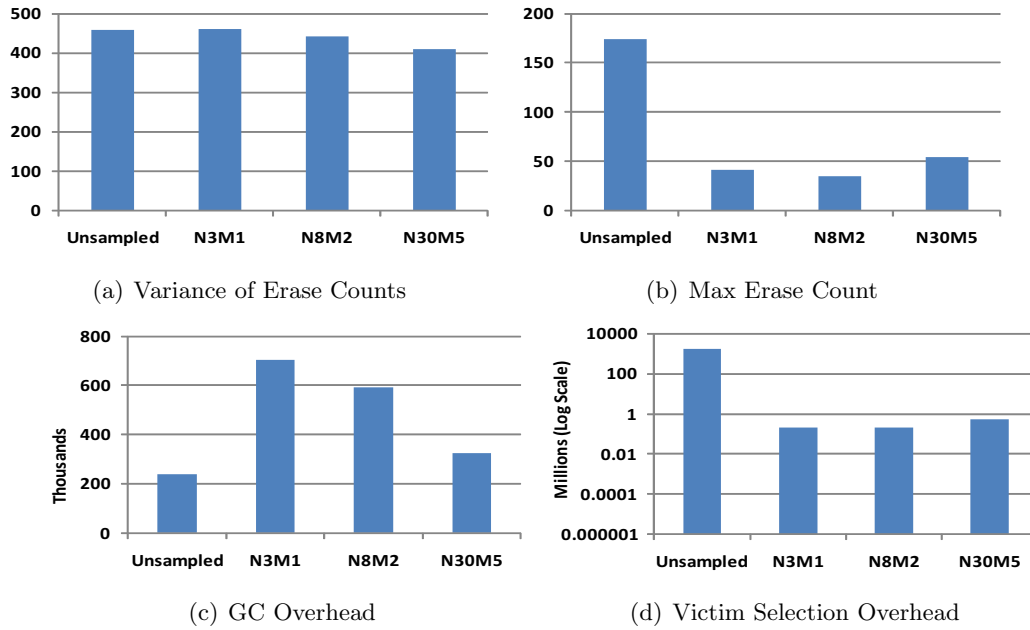 500
400
300
200
100
0
Unsampled N3M1 N8M2 N30M5
(a) Variance of Erase Counts
200
150
100
50
0
Unsampled N3M1 N8M2 N30M5
(b) Max Erase Count
800
600
400
200
0
Thousands
Unsampled N3M1 N8M2 N30M5
(c) GC Overhead
10000
100
1
0.01
0.0001
0.000001
Millions (Log Scale)
Unsampled N3M1 N8M2 N30M5
(d) Victim Selection Overhead